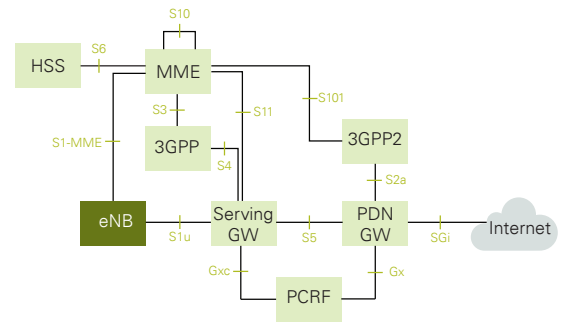 S10
S6
HSS
MME
S3
S11
S101
S1-MME
3GPP
S4
3GPP2
S2a
eNB
Serving
GW
PDN
GW
Internet
S1u
S5
SGi
Gxc
Gx
PCRF